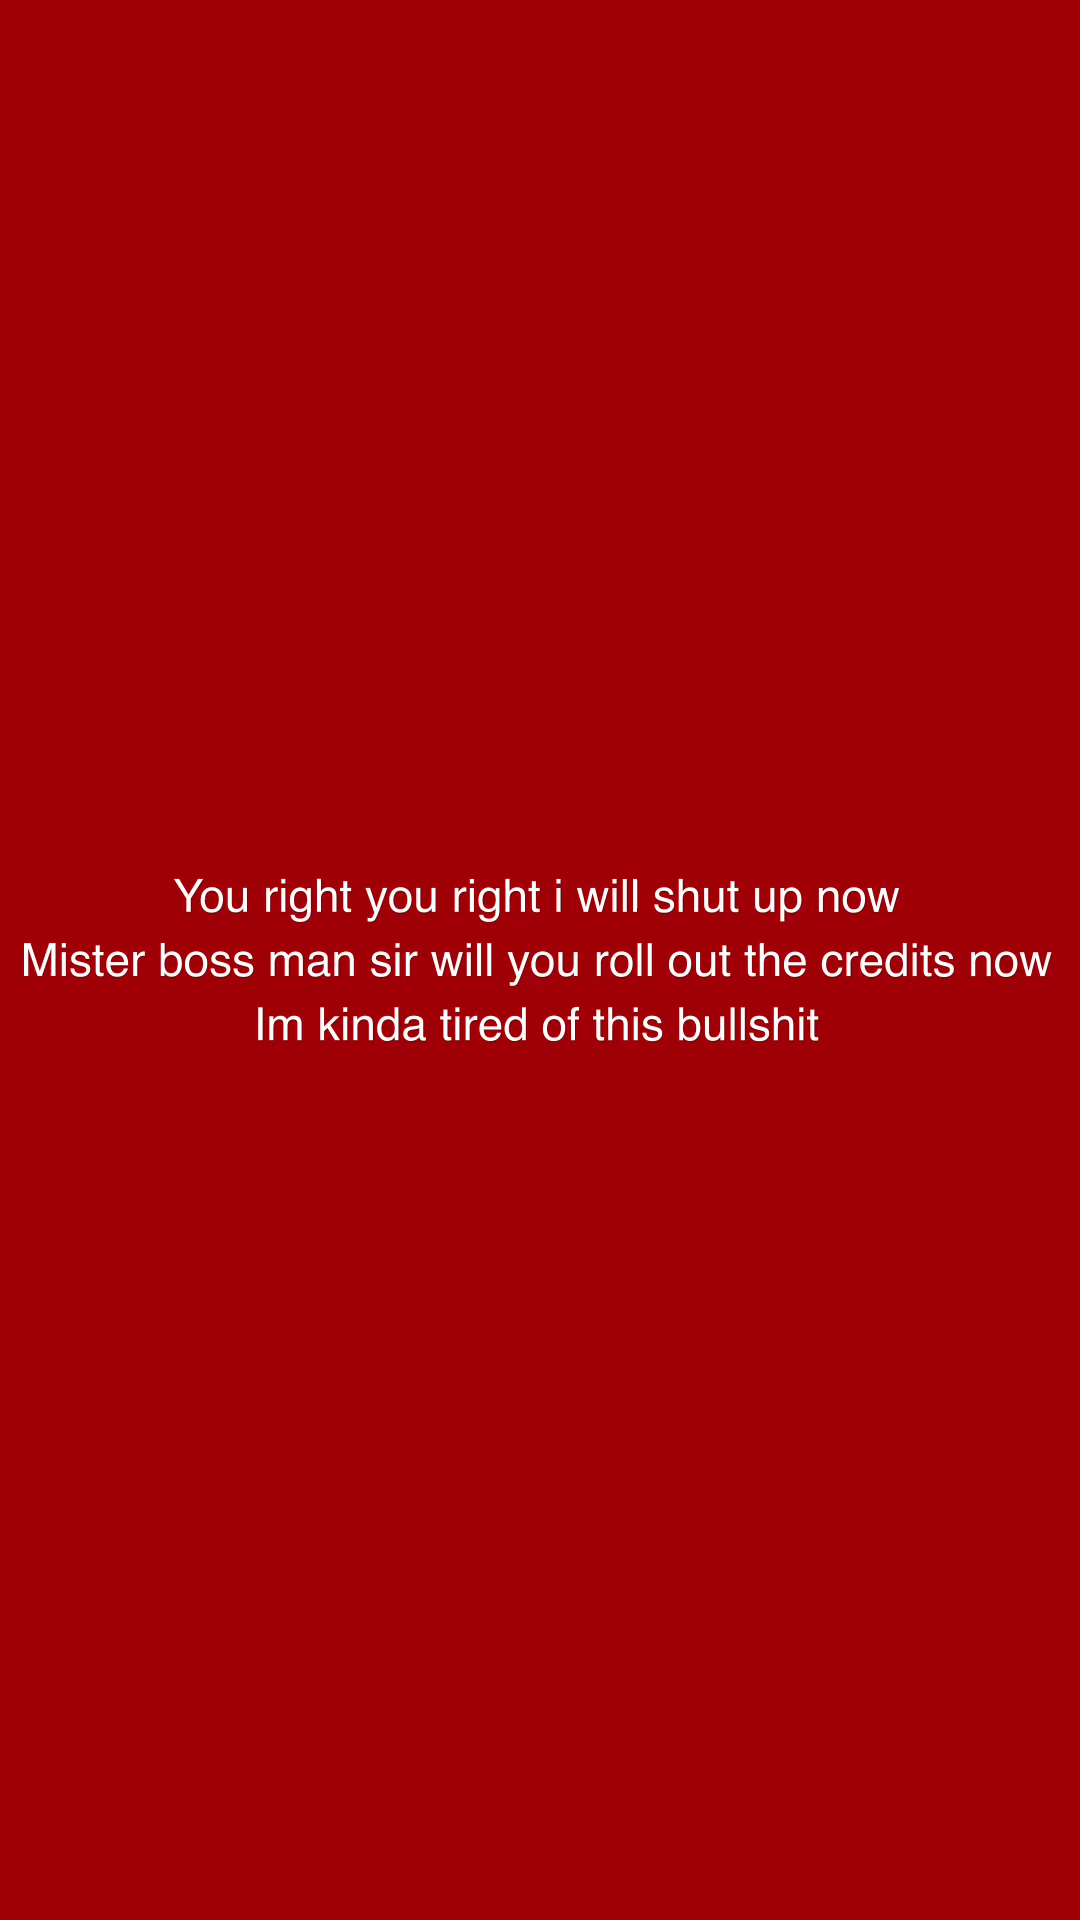 You right you right i will shut up now
Mister boss man sir will you roll out the credits now
Im kinda tired of this bullshit